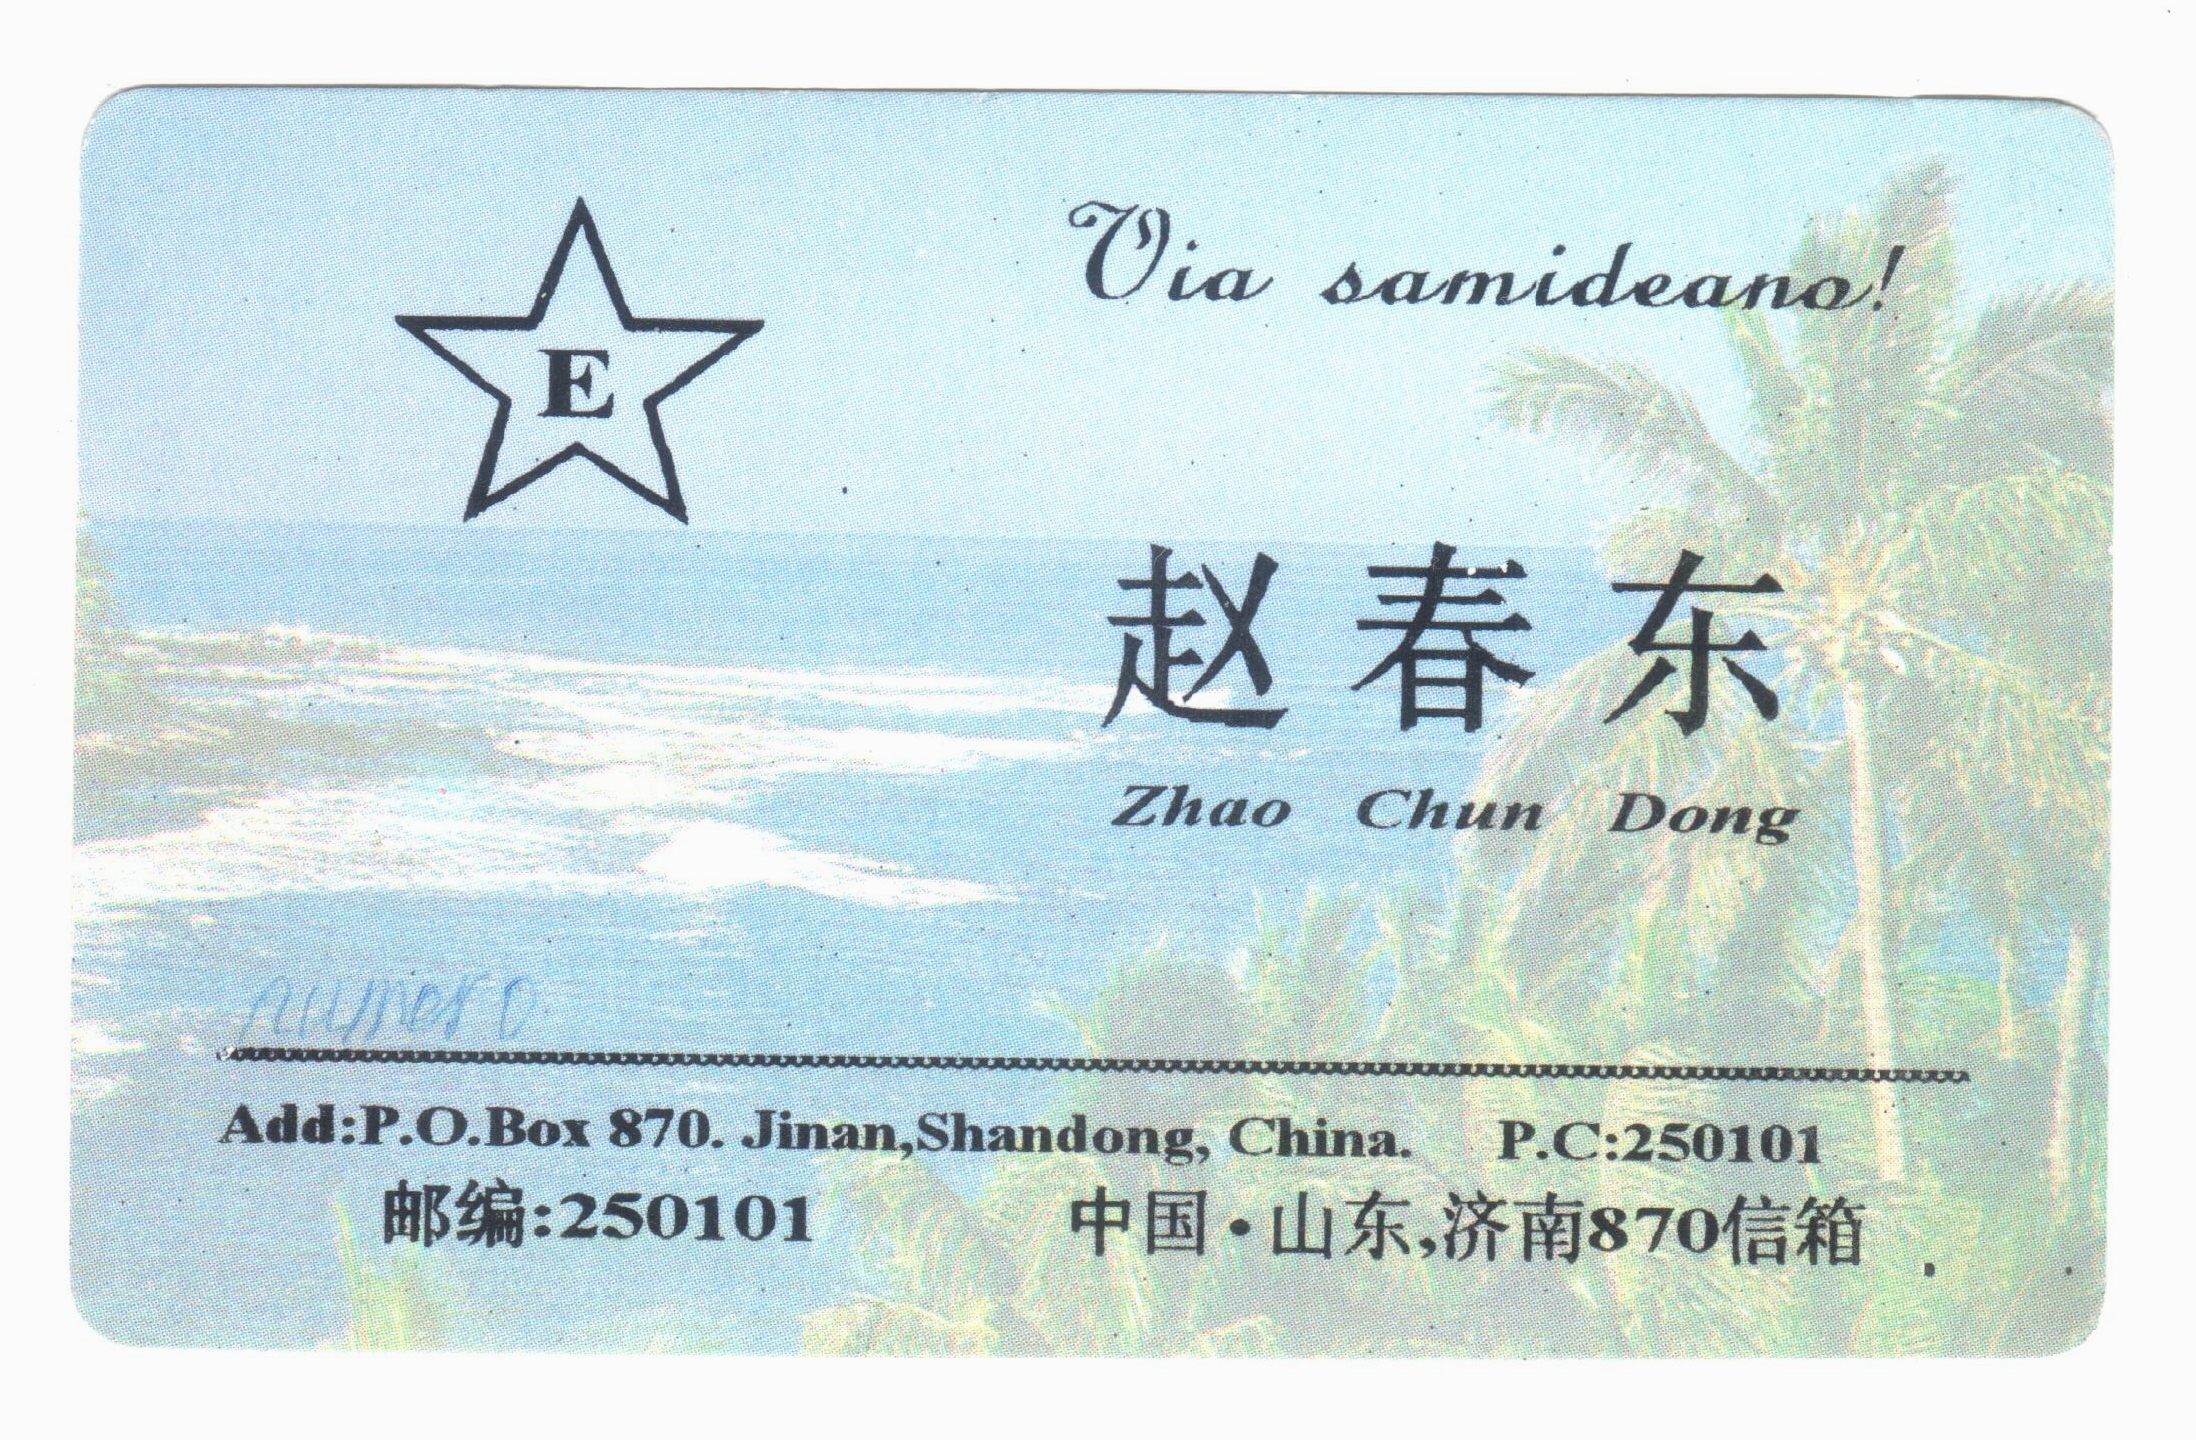 Via samideano!
E
赵春东
Zhao Chun Dong
numero
Add:P.O.Box 870. Jinan,Shandong, China. P.C:250101
邮编:250101 中国·山东,济南870信箱